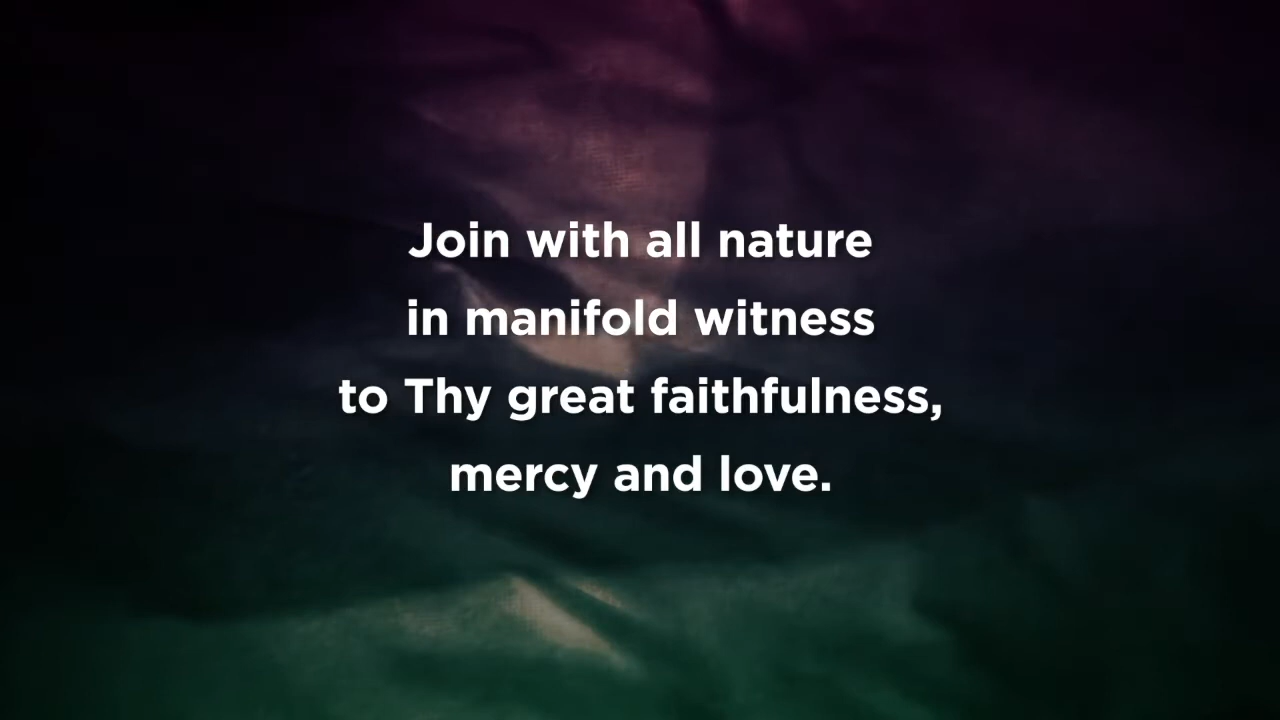 Join with all nature
in manifold witness
to Thy great faithfulness,
mercy and love.